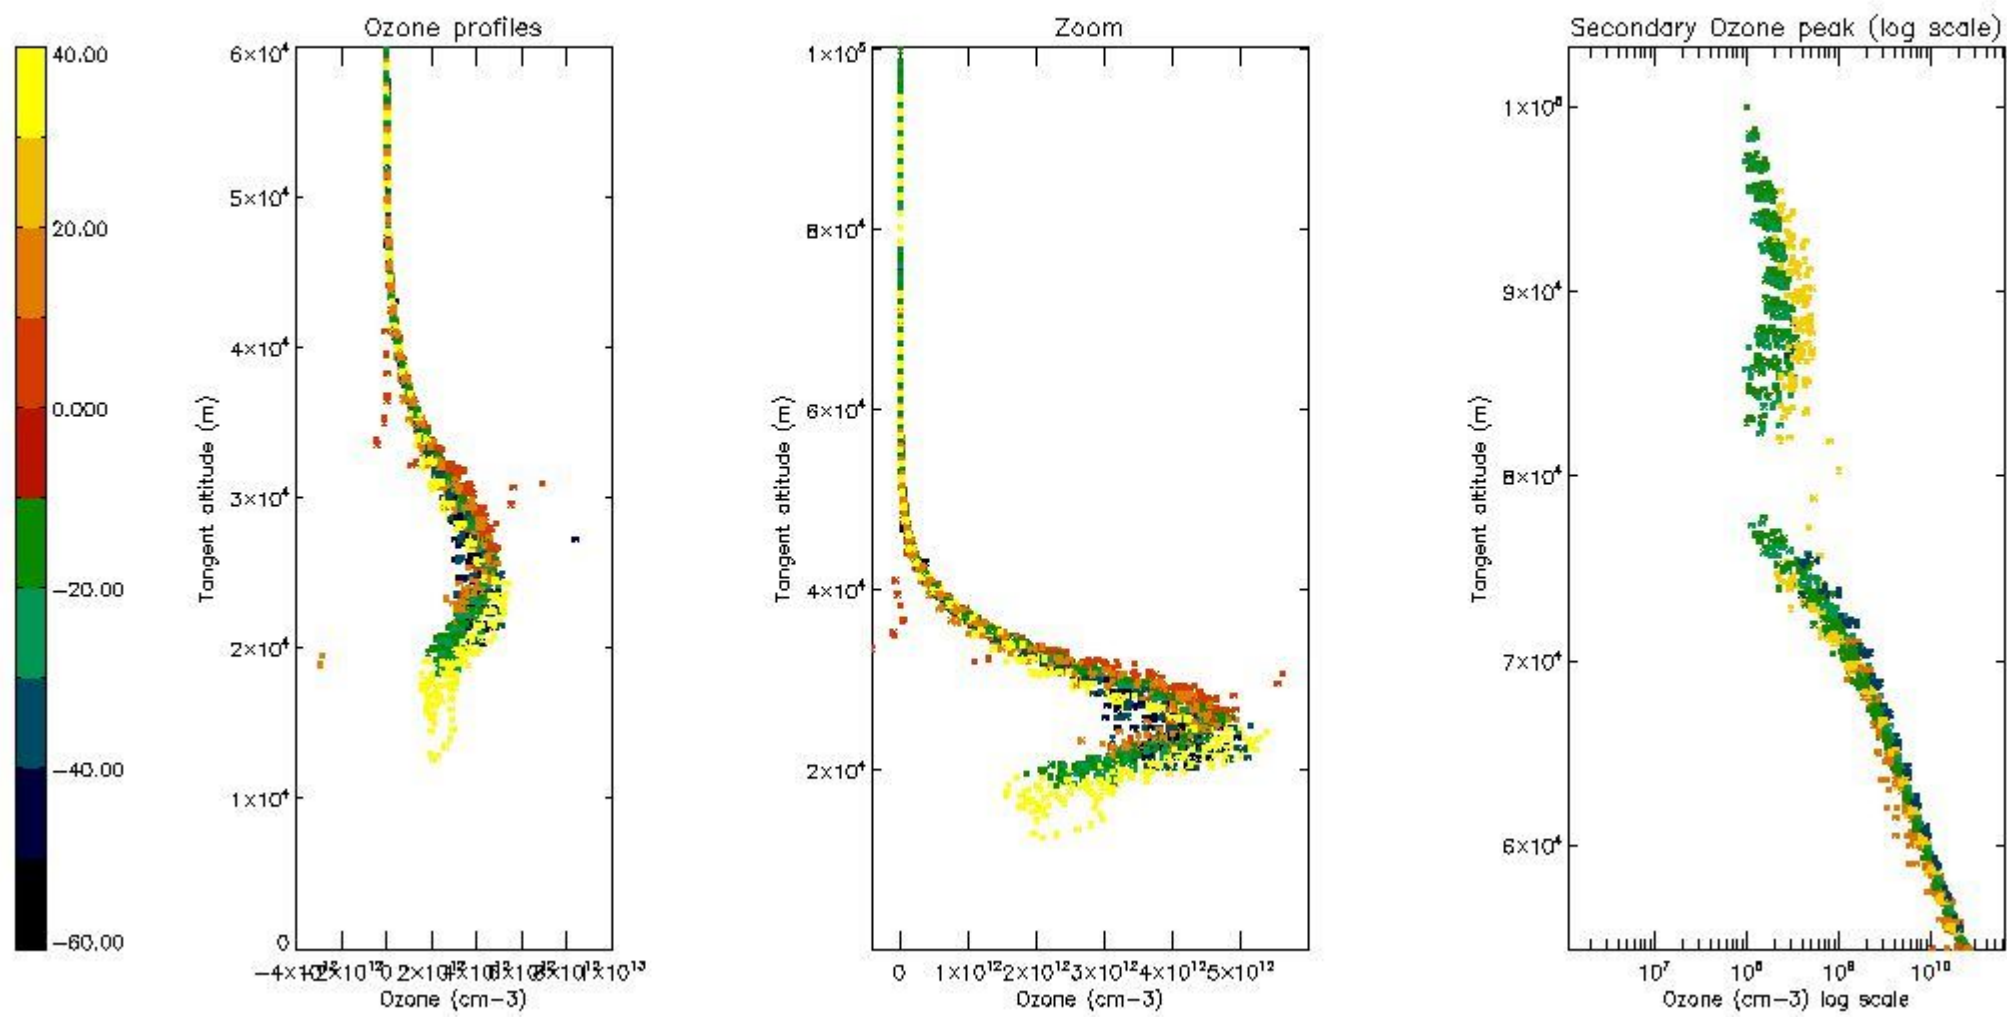 Ozone profiles
Zoom
Secondary Ozone peak (log scale)
40.00
20.00
0.000
−20.00
−40.00
−60.00
6×10⁴
5×10⁴
4×10⁴
3×10⁴
2×10⁴
1×10⁴
0
Tangent altitude (m)
Ozone (cm−3)
1×10⁵
8×10⁴
6×10⁴
4×10⁴
2×10⁴
Tangent altitude (m)
0 1×10¹² 2×10¹² 3×10¹² 4×10¹² 5×10¹²
Ozone (cm−3)
1×10⁵
9×10⁴
8×10⁴
7×10⁴
6×10⁴
Tangent altitude (m)
10⁷ 10⁸ 10⁹ 10¹⁰
Ozone (cm−3) log scale